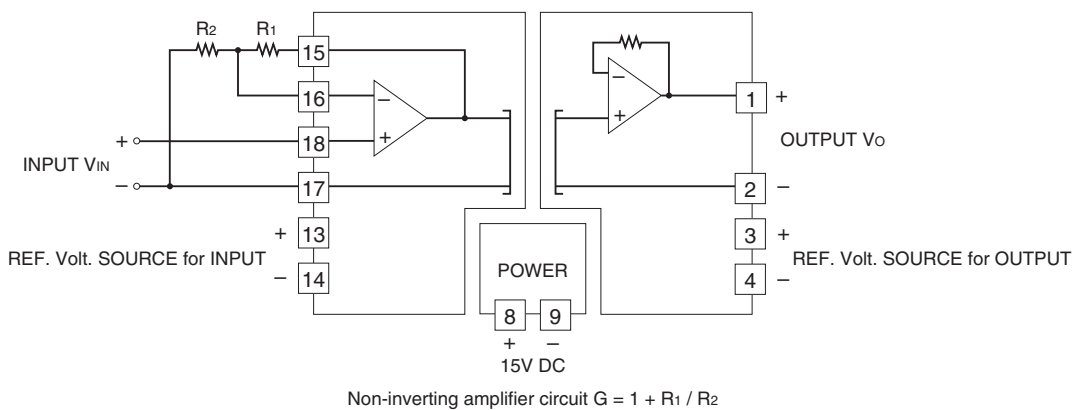 R2 R1
15
16
18
17
13
14
+
INPUT VIN
–
+
REF. Volt. SOURCE for INPUT
–
–
+
–
+
1 +
OUTPUT VO
2 –
3 +
REF. Volt. SOURCE for OUTPUT
4 –
POWER
8 9
+ –
15V DC
Non-inverting amplifier circuit G = 1 + R1 / R2